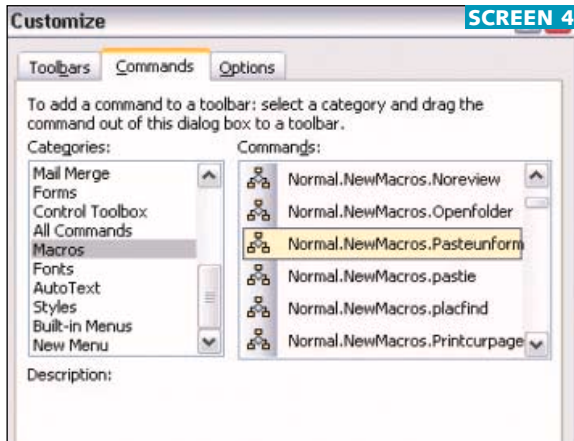 Customize
SCREEN 4
Toolbars Commands Options
To add a command to a toolbar: select a category and drag the
command out of this dialog box to a toolbar.
Categories:
Mail Merge
Forms
Control Toolbox
All Commands
Macros
Fonts
AutoText
Styles
Built-in Menus
New Menu
Commands:
Normal.NewMacros.Noreview
Normal.NewMacros.Openfolder
Normal.NewMacros.Pasteunform
Normal.NewMacros.pastie
Normal.NewMacros.placfind
Normal.NewMacros.Printcurpage
Description: